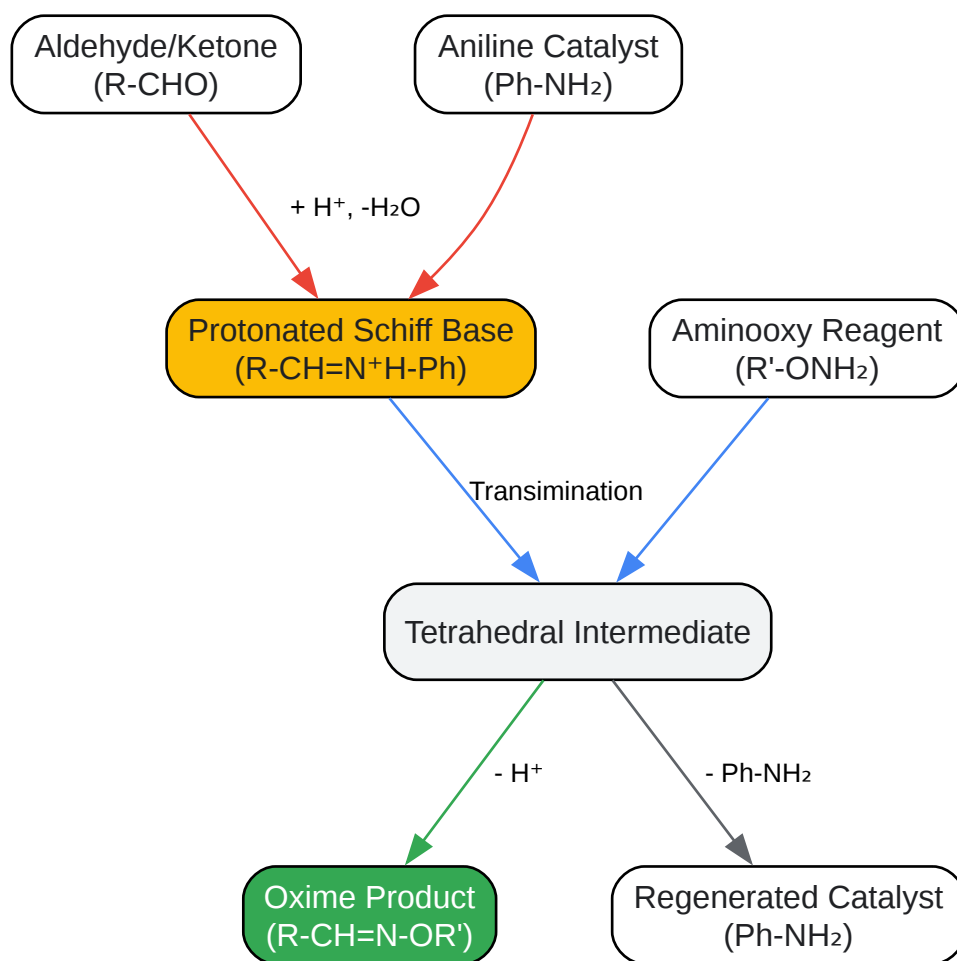 Aldehyde/Ketone
(R-CHO)
Aniline Catalyst
(Ph-NH₂)
+ H⁺, -H₂O
Protonated Schiff Base
(R-CH=N⁺H-Ph)
Aminooxy Reagent
(R'-ONH₂)
Transimination
Tetrahedral Intermediate
- H⁺
- Ph-NH₂
Oxime Product
(R-CH=N-OR')
Regenerated Catalyst
(Ph-NH₂)